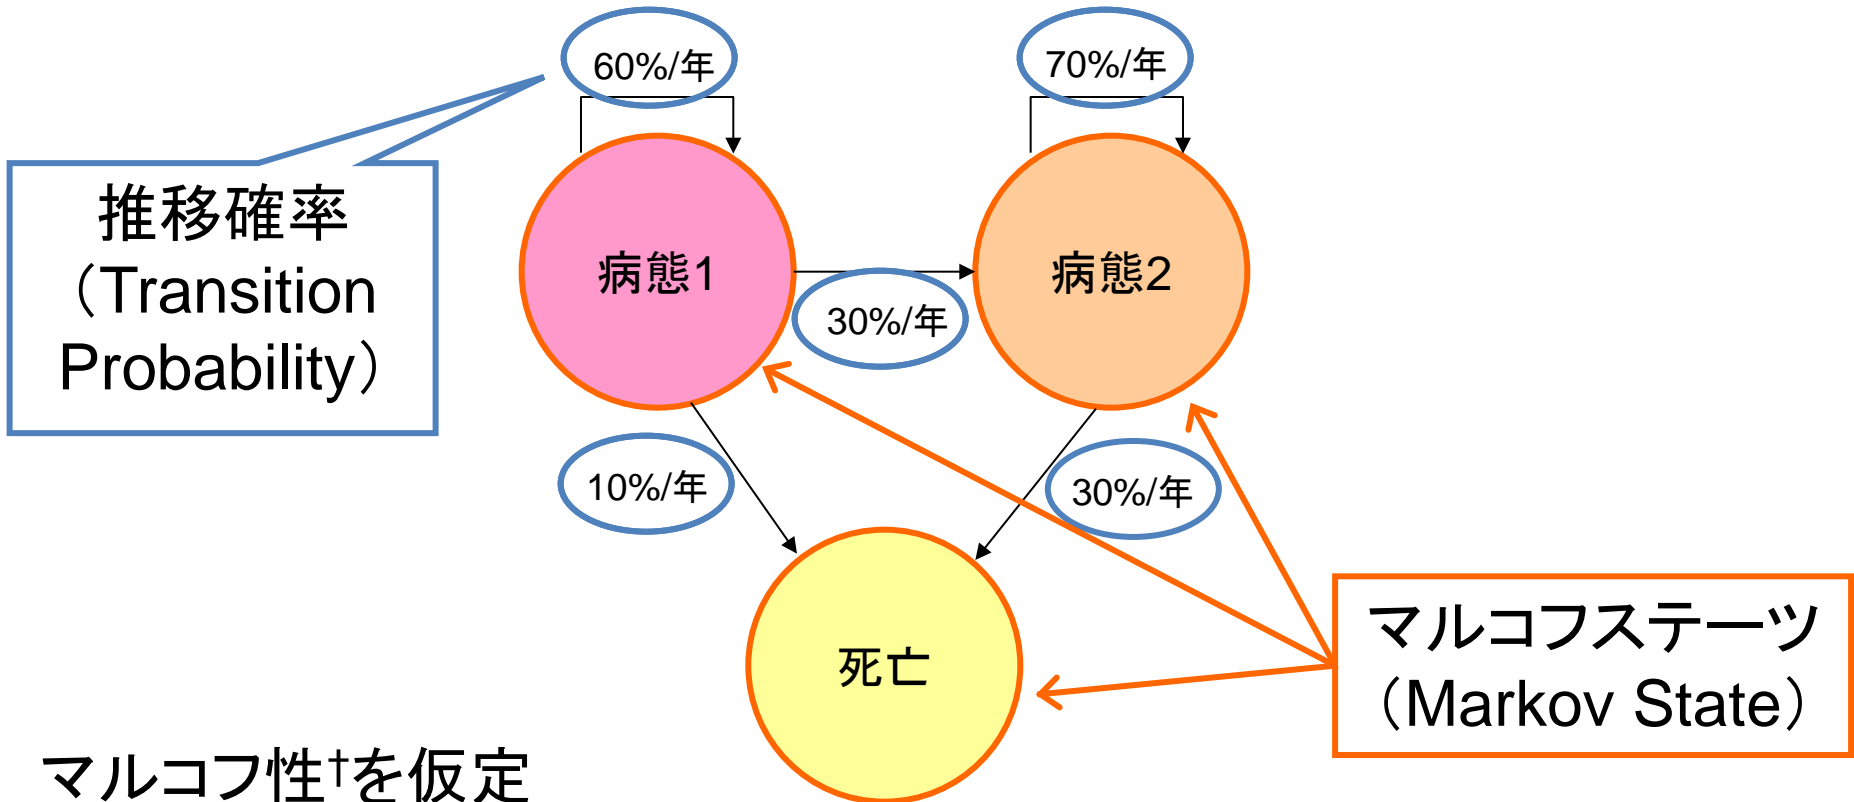 60%/年
70%/年
推移確率
（Transition
Probability）
病態1
病態2
30%/年
10%/年
30%/年
死亡
マルコフステーツ
（Markov State）
マルコフ性†を仮定